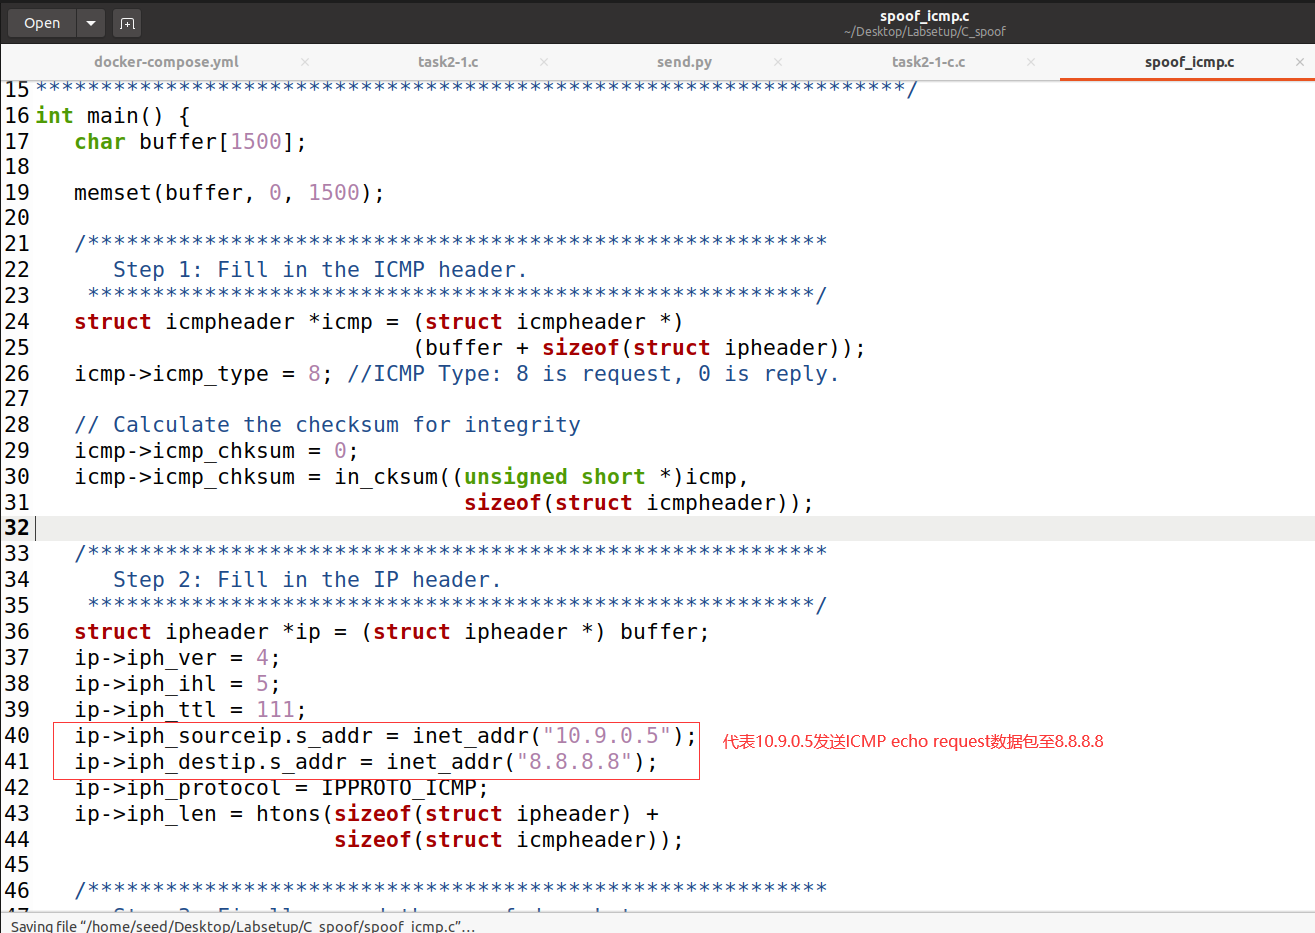 Open
spoof_icmp.c
~/Desktop/Labsetup/C_spoof
docker-compose.yml × task2-1.c × send.py × task2-1-c.c × spoof_icmp.c ×
15 *******************************************************************/
16 int main() {
17    char buffer[1500];
18
19    memset(buffer, 0, 1500);
20
21    /*********************************************************
22       Step 1: Fill in the ICMP header.
23     ********************************************************/
24    struct icmpheader *icmp = (struct icmpheader *)
25                              (buffer + sizeof(struct ipheader));
26    icmp->icmp_type = 8; //ICMP Type: 8 is request, 0 is reply.
27
28    // Calculate the checksum for integrity
29    icmp->icmp_chksum = 0;
30    icmp->icmp_chksum = in_cksum((unsigned short *)icmp,
31                                  sizeof(struct icmpheader));
32
33    /*********************************************************
34       Step 2: Fill in the IP header.
35     ********************************************************/
36    struct ipheader *ip = (struct ipheader *) buffer;
37    ip->iph_ver = 4;
38    ip->iph_ihl = 5;
39    ip->iph_ttl = 111;
40    ip->iph_sourceip.s_addr = inet_addr("10.9.0.5");
代表10.9.0.5发送ICMP echo request数据包至8.8.8.8
41    ip->iph_destip.s_addr = inet_addr("8.8.8.8");
42    ip->iph_protocol = IPPROTO_ICMP;
43    ip->iph_len = htons(sizeof(struct ipheader) +
44                        sizeof(struct icmpheader));
45
46    /*********************************************************
Saving file “/home/seed/Desktop/Labsetup/C_spoof/spoof_icmp.c”…